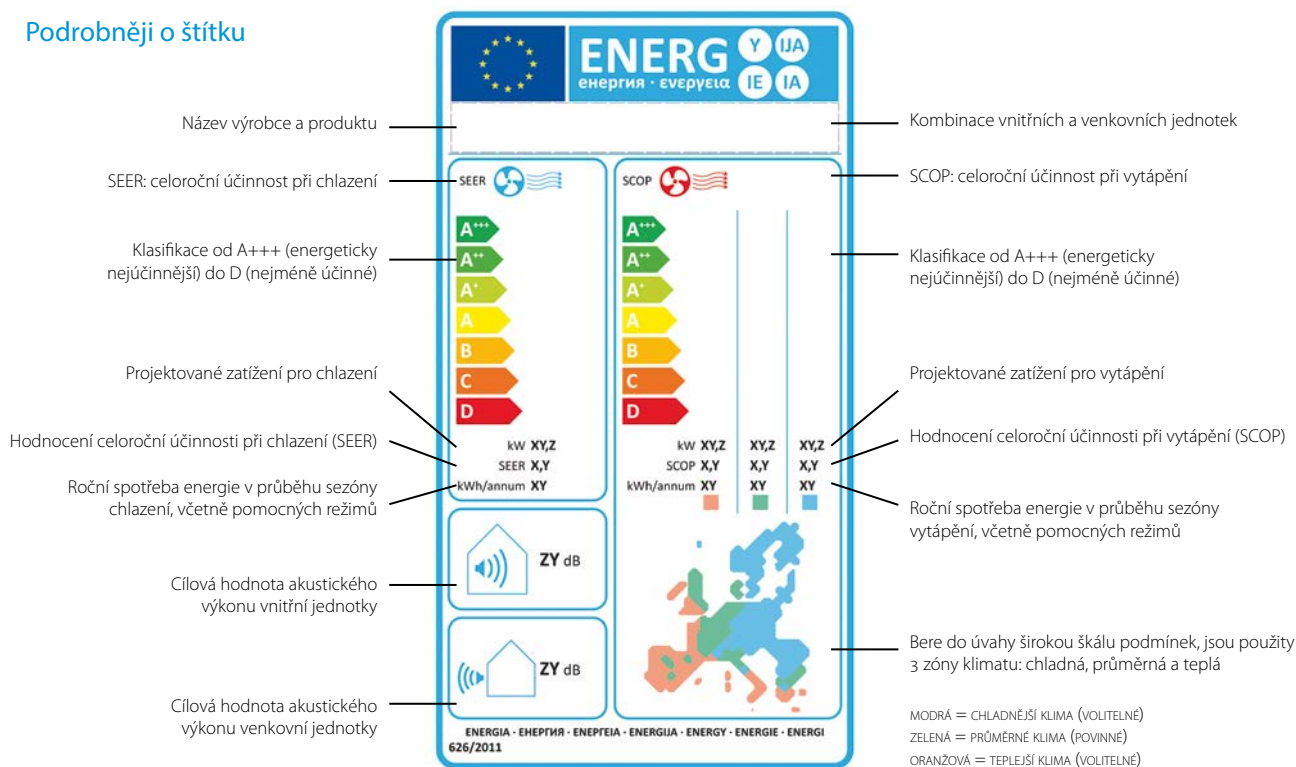 Podrobněji o štítku
ENERG
Y IJA
IE IA
енергия · ενεργεια
Název výrobce a produktu
Kombinace vnitřních a venkovních jednotek
SEER: celoroční účinnost při chlazení
SEER
SCOP
SCOP: celoroční účinnost při vytápění
Klasifikace od A+++ (energeticky
nejúčinnější) do D (nejméně účinné)
A+++
A++
A+
A
B
C
D
A+++
A++
A+
A
B
C
D
Klasifikace od A+++ (energeticky
nejúčinnější) do D (nejméně účinné)
Projektované zatížení pro chlazení
Hodnocení celoroční účinnosti při chlazení (SEER)
Roční spotřeba energie v průběhu sezóny
chlazení, včetně pomocných režimů
kW XY,Z
SEER X,Y
kWh/annum XY
kW XY,Z XY,Z XY,Z
SCOP X,Y X,Y X,Y
kWh/annum XY XY XY
Projektované zatížení pro vytápění
Hodnocení celoroční účinnosti při vytápění (SCOP)
Roční spotřeba energie v průběhu sezóny
vytápění, včetně pomocných režimů
ZY dB
Cílová hodnota akustického
výkonu vnitřní jednotky
ZY dB
Cílová hodnota akustického
výkonu venkovní jednotky
Bere do úvahy širokou škálu podmínek, jsou použity
3 zóny klimatu: chladná, průměrná a teplá
MODRÁ = CHLADNĚJŠÍ KLIMA (VOLITELNÉ)
ZELENÁ = PRŮMĚRNÉ KLIMA (POVINNÉ)
ORANŽOVÁ = TEPLEJŠÍ KLIMA (VOLITELNÉ)
ENERGIA · ЕНЕРГИЯ · ΕΝΕΡΓΕΙΑ · ENERGIJA · ENERGY · ENERGIE · ENERGI
626/2011